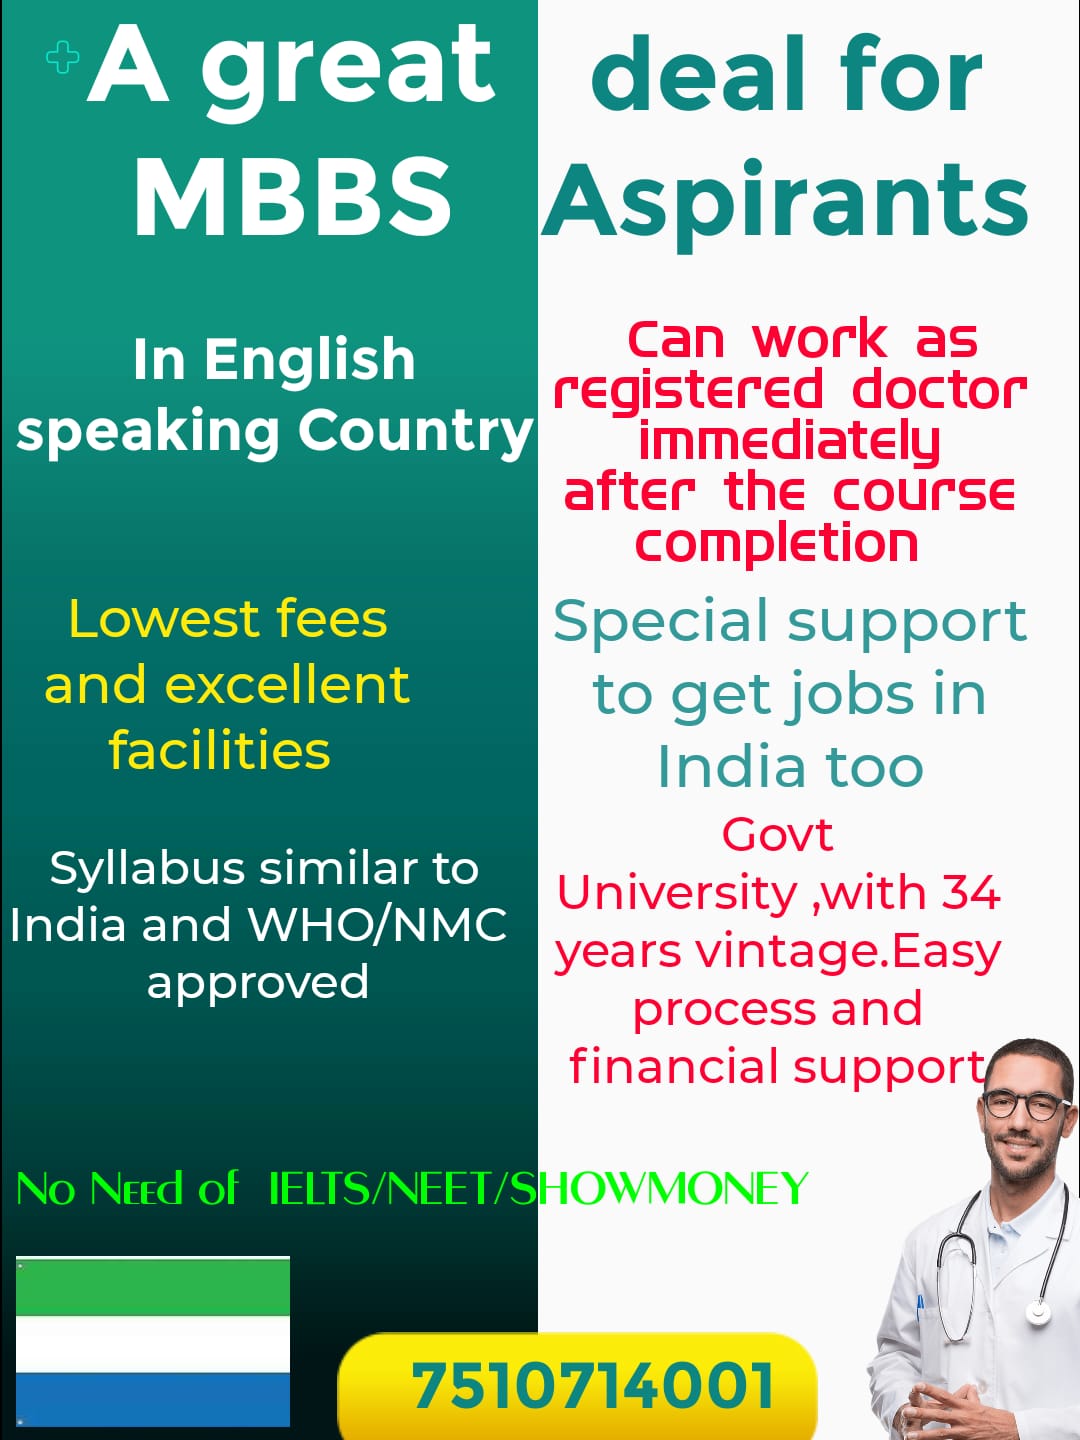 A great deal for
MBBS Aspirants
In English
speaking Country
Can work as
registered doctor
immediately
after the course
completion
Lowest fees
and excellent
facilities
Special support
to get jobs in
India too
Syllabus similar to
India and WHO/NMC
approved
Govt
University ,with 34
years vintage.Easy
process and
financial support
No Need of IELTS/NEET/SHOWMONEY
7510714001